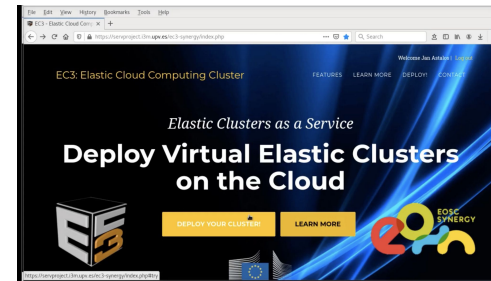 File Edit View History Bookmarks Tools Help
EC3 - Elastic Cloud Comp
https://servproject.i3m.upv.es/ec3-synergy/index.php
Search
Welcome Jan Astalos! Log out
EC3: Elastic Cloud Computing Cluster
FEATURES LEARN MORE DEPLOY! CONTACT
Elastic Clusters as a Service
Deploy Virtual Elastic Clusters
on the Cloud
DEPLOY YOUR CLUSTER!
LEARN MORE
EC3
EOSC
SYNERGY
https://servproject.i3m.upv.es/ec3-synergy/index.php#try